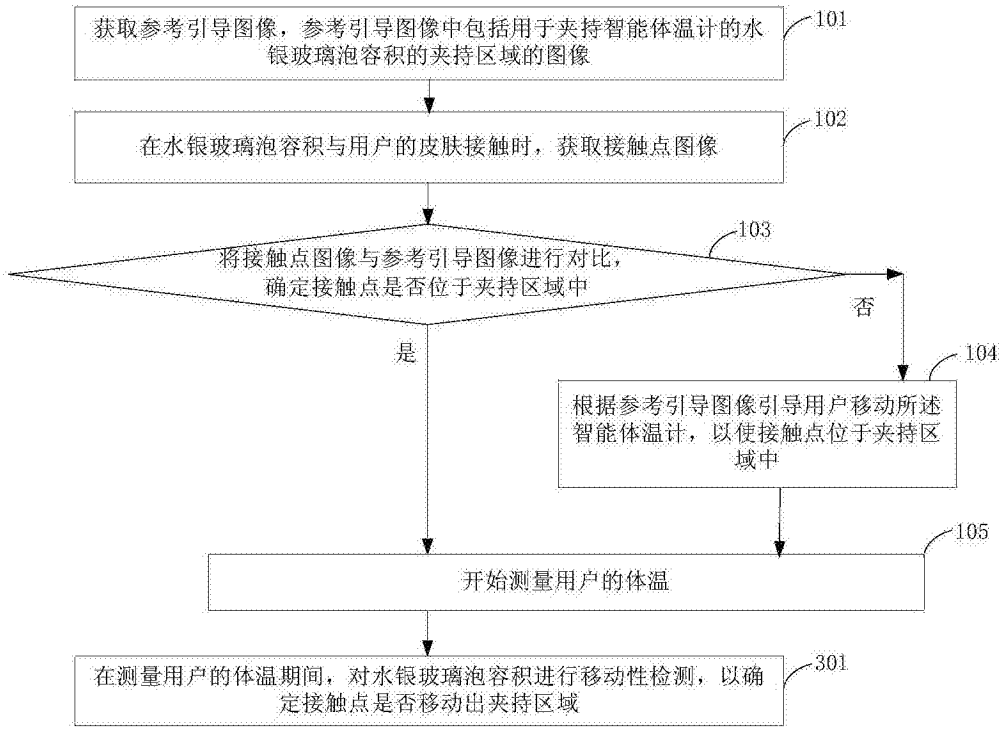 获取参考引导图像，参考引导图像中包括用于夹持智能体温计的水
银玻璃泡容积的夹持区域的图像
101
在水银玻璃泡容积与用户的皮肤接触时，获取接触点图像
102
将接触点图像与参考引导图像进行对比，
确定接触点是否位于夹持区域中
103
否
是
104
根据参考引导图像引导用户移动所述
智能体温计，以使接触点位于夹持区
域中
105
开始测量用户的体温
在测量用户的体温期间，对水银玻璃泡容积进行移动性检测，以确
定接触点是否移动出夹持区域
301